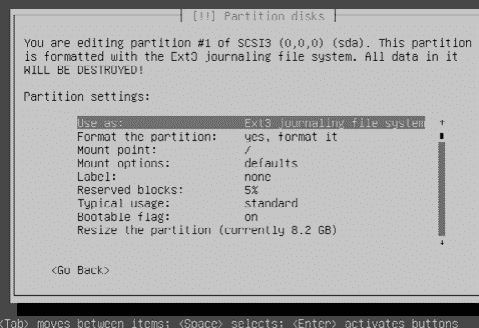 [!!] Partition disks
You are editing partition #1 of SCSI3 (0,0,0) (sda). This partition
is formatted with the Ext3 journaling file system. All data in it
WILL BE DESTROYED!
Partition settings:
Use as: Ext3 journaling file system
Format the partition: yes, format it
Mount point: /
Mount options: defaults
Label: none
Reserved blocks: 5%
Typical usage: standard
Bootable flag: on
Resize the partition (currently 8.2 GB)
<Go Back>
<Tab> moves between items; <Space> selects; <Enter> activates buttons